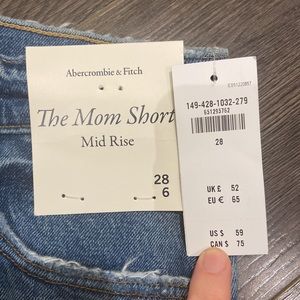 Abercrombie & Fitch
The Mom Short
Mid Rise
28
6
149-428-1032-279
28
UK £ 52
EU € 65
US $ 59
CAN $ 75